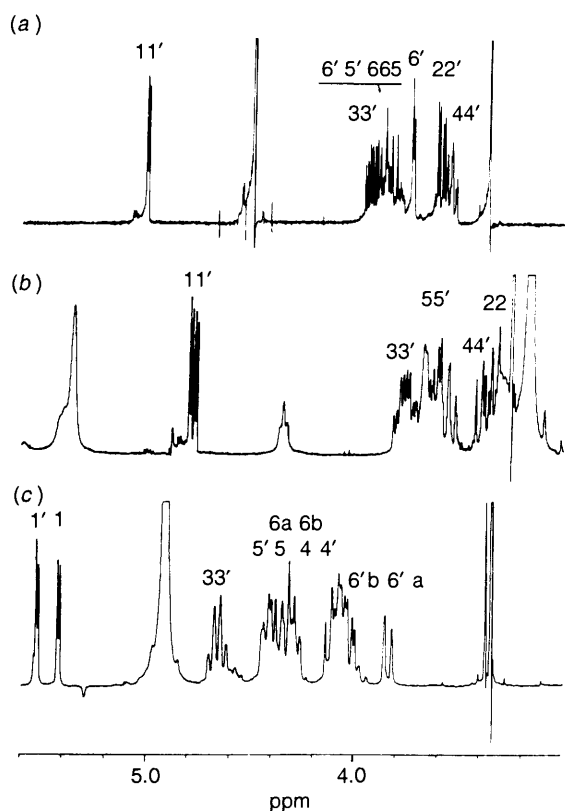 (a)
11′
6′ 5′ 665
33′
6′
22′
44′
(b)
11′
33′
55′
44′
22
(c)
1′ 1
33′
6a 6b
5′ 5 4 4′
6′ b 6′ a
5.0
4.0
ppm